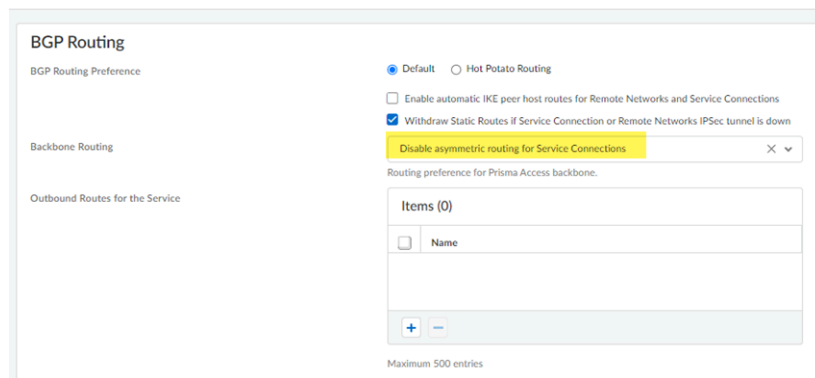 BGP Routing
BGP Routing Preference
Default
Hot Potato Routing
Enable automatic IKE peer host routes for Remote Networks and Service Connections
Withdraw Static Routes if Service Connection or Remote Networks IPSec tunnel is down
Backbone Routing
Disable asymmetric routing for Service Connections
Routing preference for Prisma Access backbone.
Outbound Routes for the Service
Items (0)
Name
Maximum 500 entries